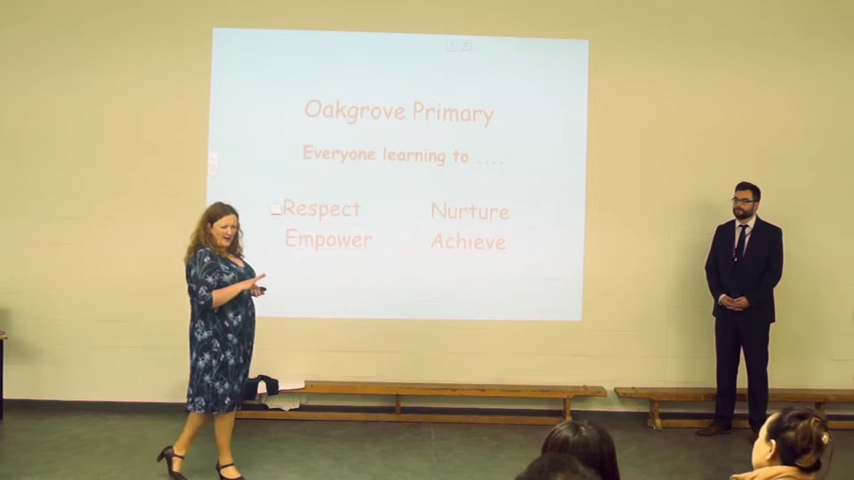 Oakgrove Primary
Everyone learning to ....
Respect Nurture
Empower Achieve